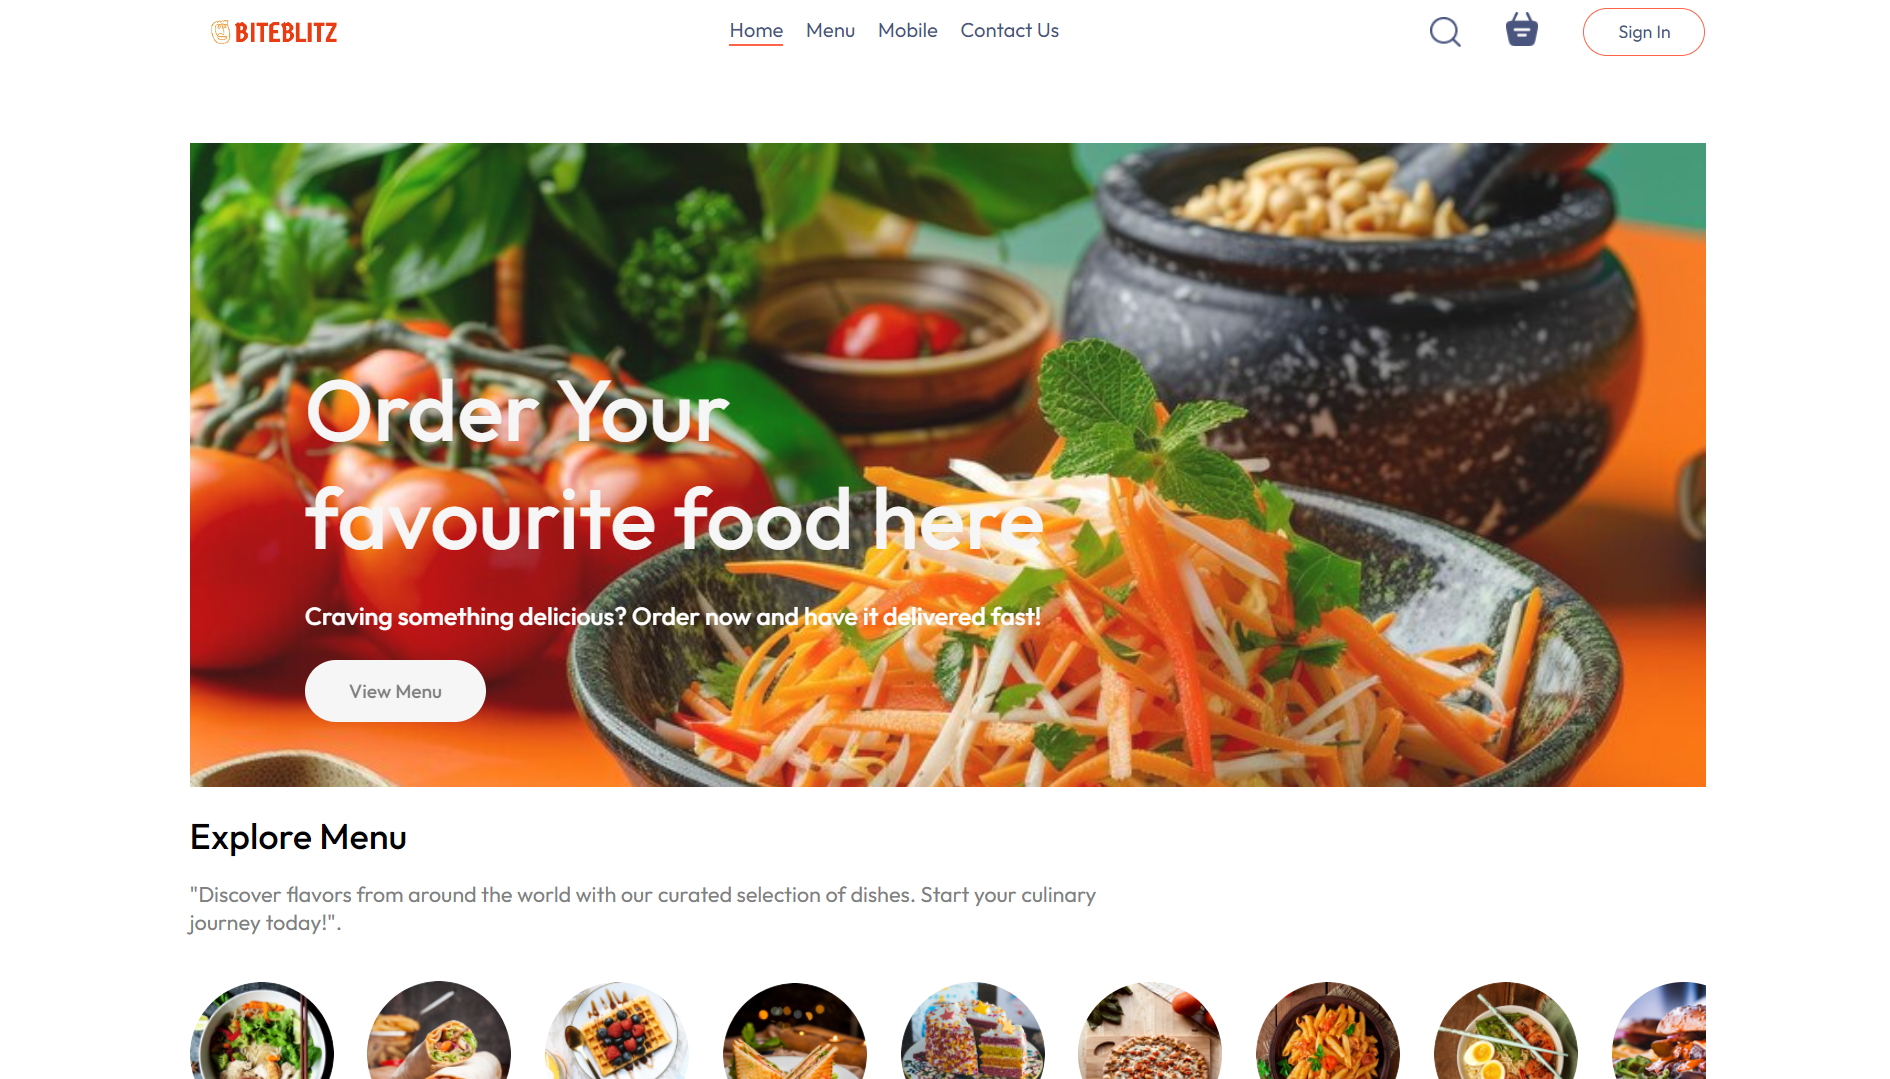 BITEBLITZ
Home Menu Mobile Contact Us
Sign In
Order Your
favourite food here
Craving something delicious? Order now and have it delivered fast!
View Menu
Explore Menu
"Discover flavors from around the world with our curated selection of dishes. Start your culinary
journey today!".